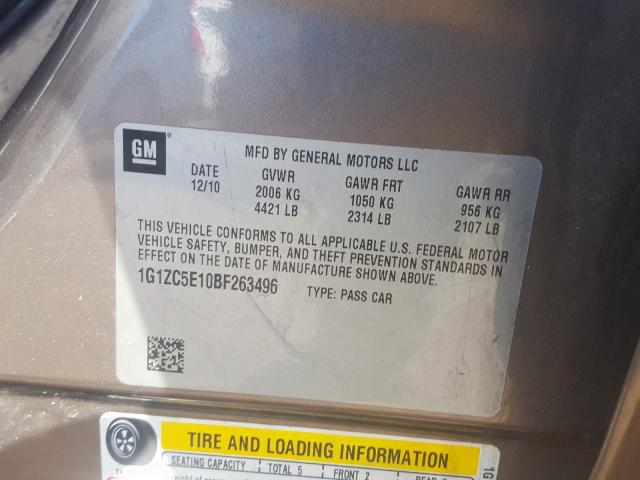 GM
MFD BY GENERAL MOTORS LLC
DATE GVWR GAWR FRT GAWR RR
12/10 2006 KG 1050 KG 956 KG
4421 LB 2314 LB 2107 LB
THIS VEHICLE CONFORMS TO ALL APPLICABLE U.S. FEDERAL MOTOR
VEHICLE SAFETY, BUMPER, AND THEFT PREVENTION STANDARDS IN
EFFECT ON THE DATE OF MANUFACTURE SHOWN ABOVE.
1G1ZC5E10BF263496 TYPE: PASS CAR
TIRE AND LOADING INFORMATION
SEATING CAPACITY TOTAL 5 FRONT 2
1G